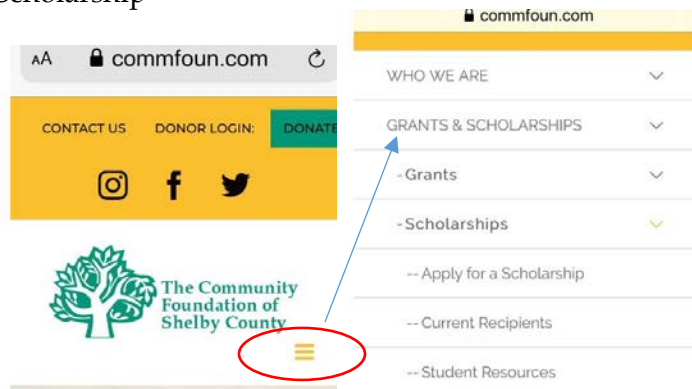 Scholarship
AA commfoun.com
CONTACT US DONOR LOGIN: DONATE
The Community
Foundation of
Shelby County
commfoun.com
WHO WE ARE
GRANTS & SCHOLARSHIPS
- Grants
- Scholarships
-- Apply for a Scholarship
-- Current Recipients
-- Student Resources